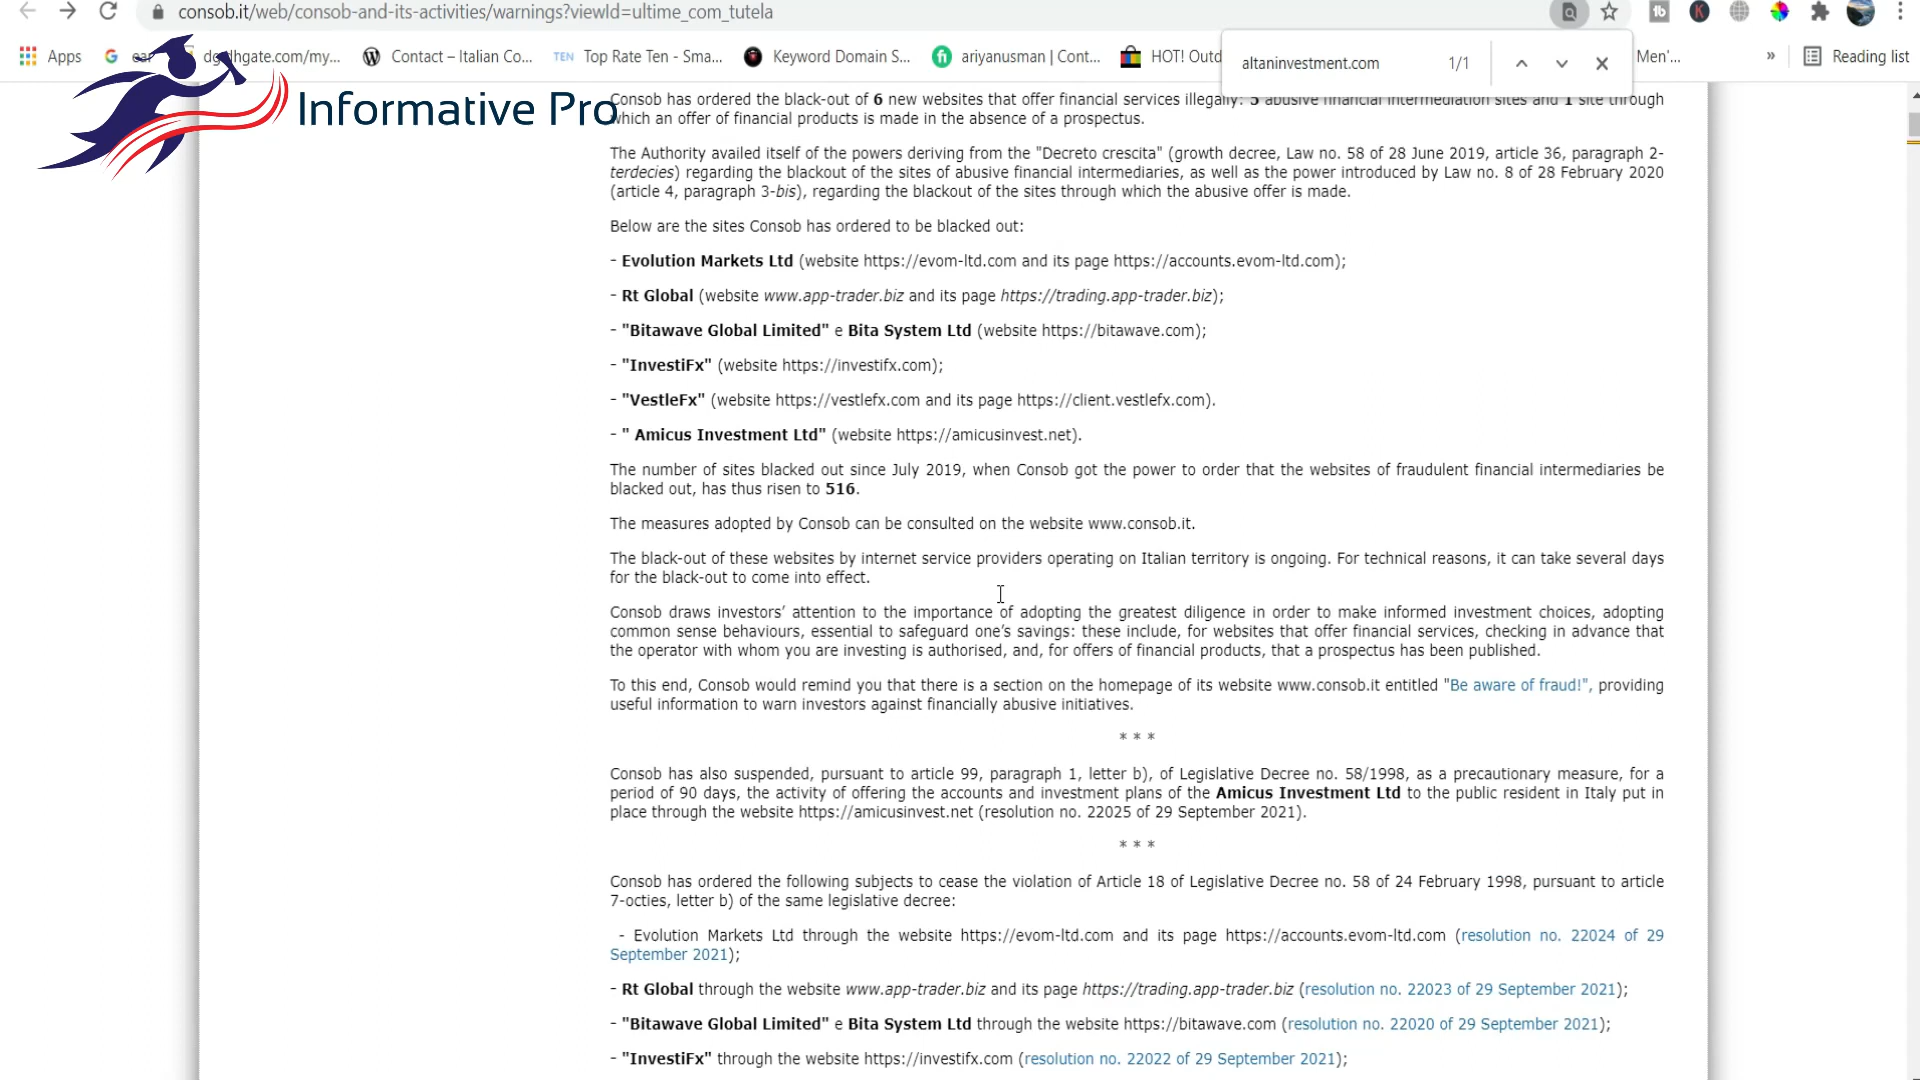 consob.it/web/consob-and-its-activities/warnings?viewId=ultime_com_tutela
Apps
dgodhgate.com/my...
Contact – Italian Co...
TEN Top Rate Ten - Sma...
Keyword Domain S...
ariyanusman | Cont...
HOT! Outd
Men'...
»
Reading list
altaninvestment.com 1/1
Informative Pro
Consob has ordered the black-out of 6 new websites that offer financial services illegally: 5 abusive financial intermediation sites and 1 site through
which an offer of financial products is made in the absence of a prospectus.
The Authority availed itself of the powers deriving from the "Decreto crescita" (growth decree, Law no. 58 of 28 June 2019, article 36, paragraph 2-
terdecies) regarding the blackout of the sites of abusive financial intermediaries, as well as the power introduced by Law no. 8 of 28 February 2020
(article 4, paragraph 3-bis), regarding the blackout of the sites through which the abusive offer is made.
Below are the sites Consob has ordered to be blacked out:
- Evolution Markets Ltd (website https://evom-ltd.com and its page https://accounts.evom-ltd.com);
- Rt Global (website www.app-trader.biz and its page https://trading.app-trader.biz);
- "Bitawave Global Limited" e Bita System Ltd (website https://bitawave.com);
- "InvestiFx" (website https://investifx.com);
- "VestleFx" (website https://vestlefx.com and its page https://client.vestlefx.com).
- " Amicus Investment Ltd" (website https://amicusinvest.net).
The number of sites blacked out since July 2019, when Consob got the power to order that the websites of fraudulent financial intermediaries be
blacked out, has thus risen to 516.
The measures adopted by Consob can be consulted on the website www.consob.it.
The black-out of these websites by internet service providers operating on Italian territory is ongoing. For technical reasons, it can take several days
for the black-out to come into effect.
Consob draws investors’ attention to the importance of adopting the greatest diligence in order to make informed investment choices, adopting
common sense behaviours, essential to safeguard one’s savings: these include, for websites that offer financial services, checking in advance that
the operator with whom you are investing is authorised, and, for offers of financial products, that a prospectus has been published.
To this end, Consob would remind you that there is a section on the homepage of its website www.consob.it entitled "Be aware of fraud!", providing
useful information to warn investors against financially abusive initiatives.
* * *
Consob has also suspended, pursuant to article 99, paragraph 1, letter b), of Legislative Decree no. 58/1998, as a precautionary measure, for a
period of 90 days, the activity of offering the accounts and investment plans of the Amicus Investment Ltd to the public resident in Italy put in
place through the website https://amicusinvest.net (resolution no. 22025 of 29 September 2021).
* * *
Consob has ordered the following subjects to cease the violation of Article 18 of Legislative Decree no. 58 of 24 February 1998, pursuant to article
7-octies, letter b) of the same legislative decree:
- Evolution Markets Ltd through the website https://evom-ltd.com and its page https://accounts.evom-ltd.com (resolution no. 22024 of 29
September 2021);
- Rt Global through the website www.app-trader.biz and its page https://trading.app-trader.biz (resolution no. 22023 of 29 September 2021);
- "Bitawave Global Limited" e Bita System Ltd through the website https://bitawave.com (resolution no. 22020 of 29 September 2021);
- "InvestiFx" through the website https://investifx.com (resolution no. 22022 of 29 September 2021);